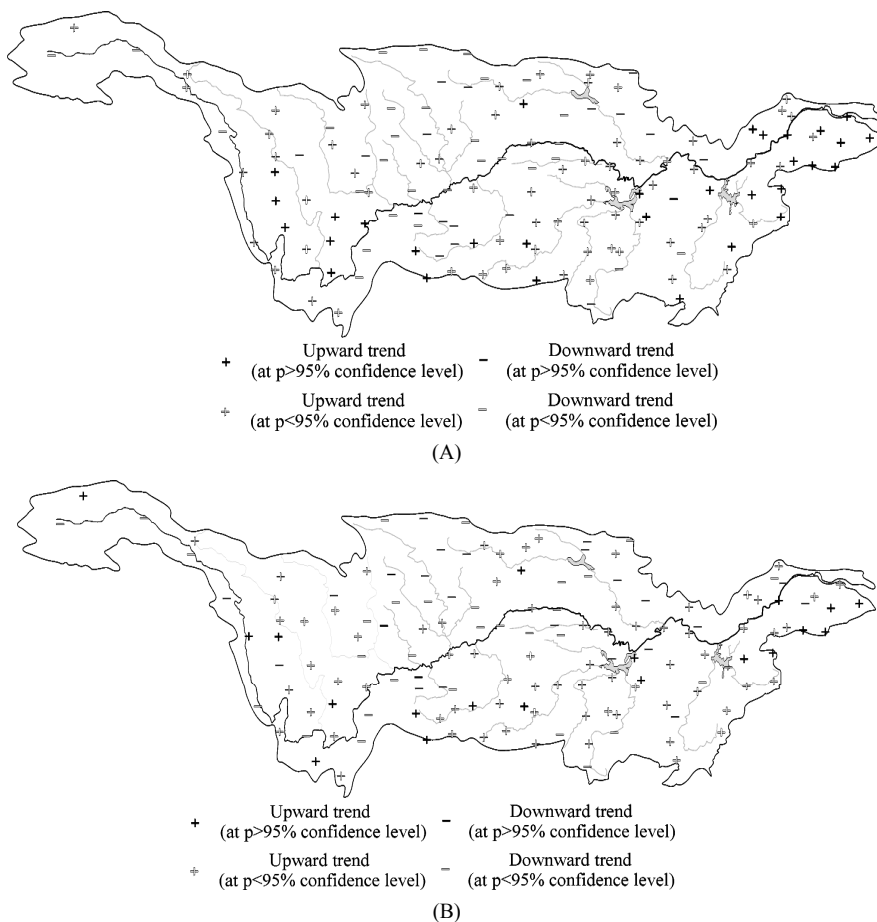 Upward trend
(at p>95% confidence level)
Downward trend
(at p>95% confidence level)
Upward trend
(at p<95% confidence level)
Downward trend
(at p<95% confidence level)
(A)
Upward trend
(at p>95% confidence level)
Downward trend
(at p>95% confidence level)
Upward trend
(at p<95% confidence level)
Downward trend
(at p<95% confidence level)
(B)